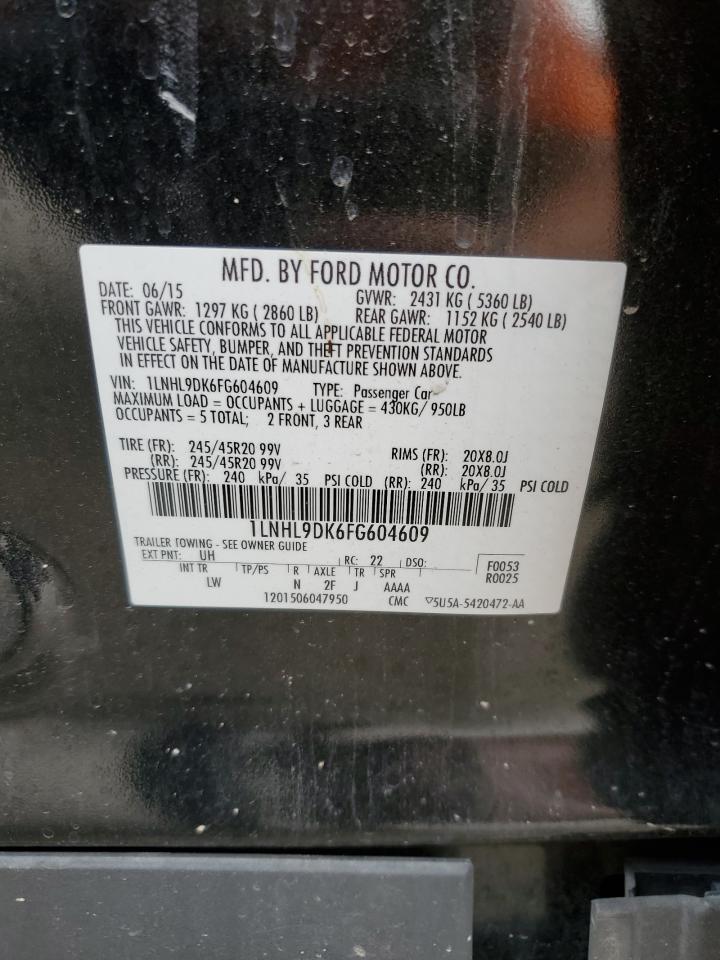 MFD. BY FORD MOTOR CO.
DATE: 06/15 GVWR: 2431 KG ( 5360 LB)
FRONT GAWR: 1297 KG ( 2860 LB) REAR GAWR: 1152 KG ( 2540 LB)
THIS VEHICLE CONFORMS TO ALL APPLICABLE FEDERAL MOTOR
VEHICLE SAFETY, BUMPER, AND THEFT PREVENTION STANDARDS
IN EFFECT ON THE DATE OF MANUFACTURE SHOWN ABOVE.
VIN: 1LNHL9DK6FG604609 TYPE: Passenger Car
MAXIMUM LOAD = OCCUPANTS + LUGGAGE = 430KG/ 950LB
OCCUPANTS = 5 TOTAL; 2 FRONT, 3 REAR
TIRE (FR): 245/45R20 99V RIMS (FR): 20X8.0J
(RR): 245/45R20 99V (RR): 20X8.0J
PRESSURE (FR): 240 kPa/ 35 PSI COLD (RR): 240 kPa/ 35 PSI COLD
1LNHL9DK6FG604609
TRAILER TOWING - SEE OWNER GUIDE
EXT PNT: UH RC: 22 DSO: F0053
INT TR TP/PS R AXLE TR SPR R0025
LW N 2F J AAAA
1201506047950 CMC ▽5U5A-5420472-AA